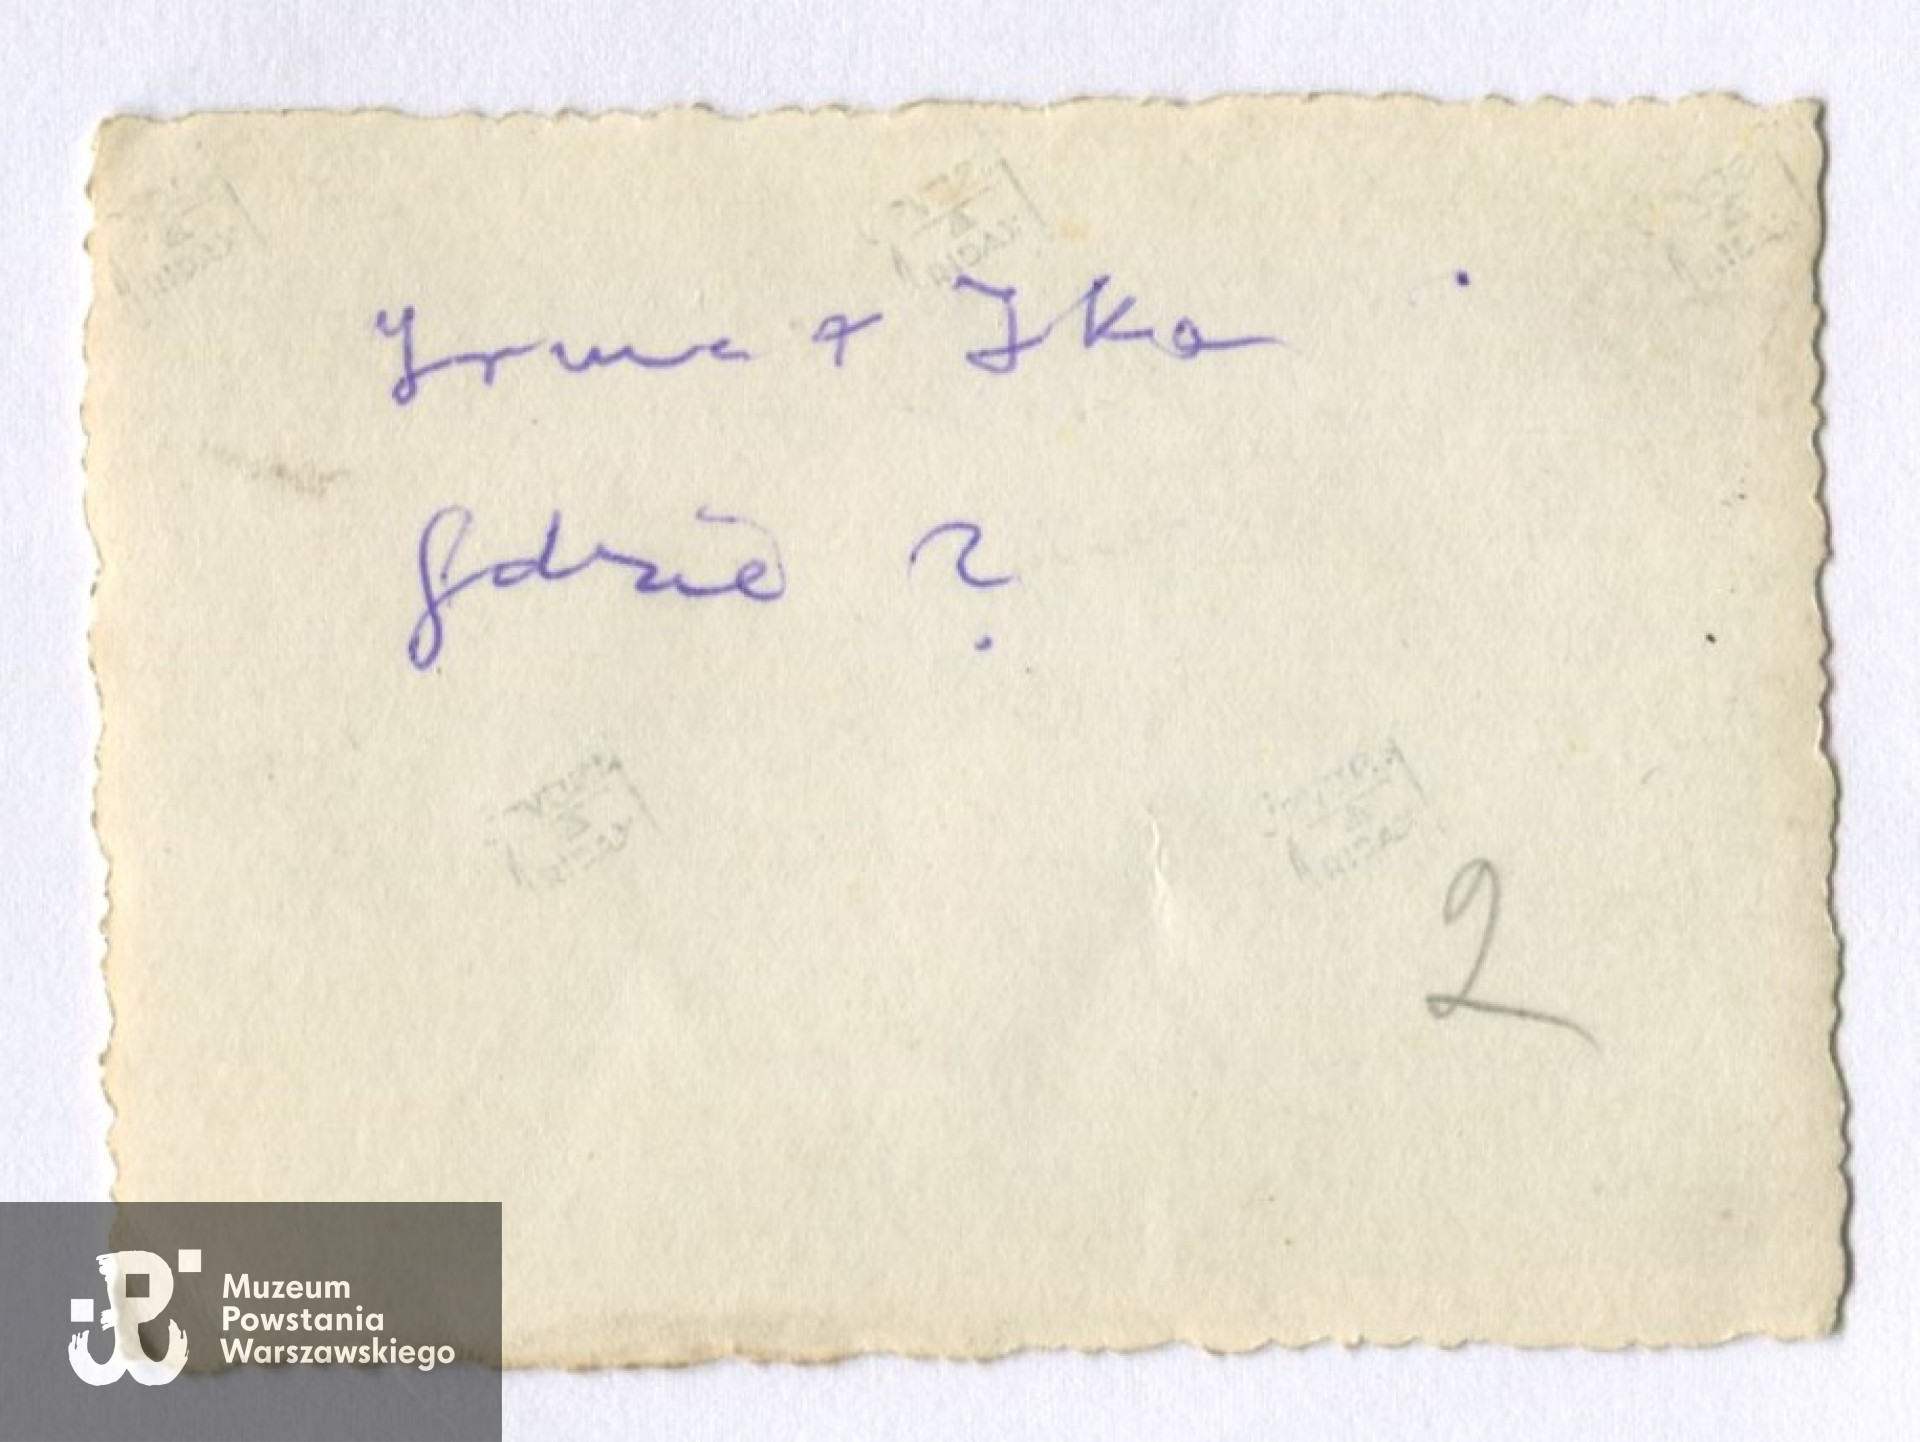 Irma + Ika
gdzie ?
2
Muzeum
Powstania
Warszawskiego